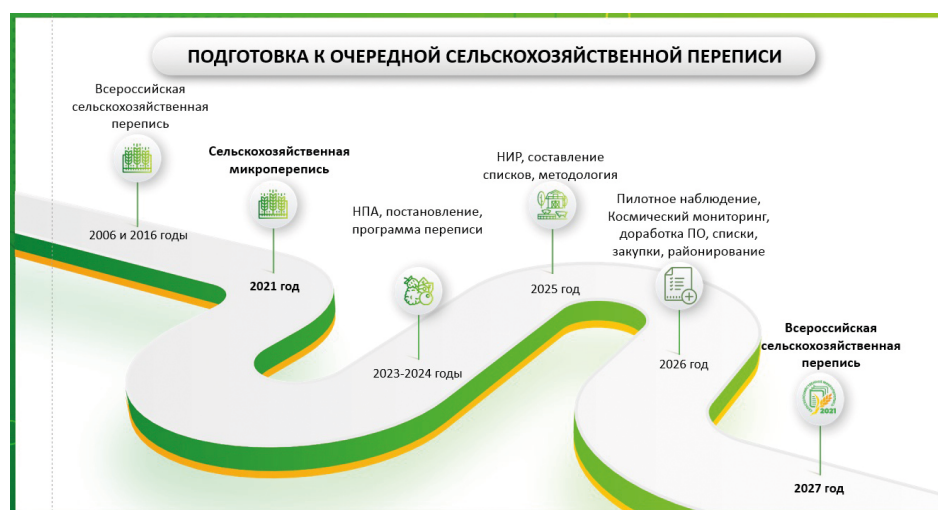 ПОДГОТОВКА К ОЧЕРЕДНОЙ СЕЛЬСКОХОЗЯЙСТВЕННОЙ ПЕРЕПИСИ
Всероссийская
сельскохозяйственная
перепись
2006 и 2016 годы
Сельскохозяйственная
микроперепись
2021 год
НПА, постановление,
программа переписи
2023-2024 годы
НИР, составление
списков, методология
2025 год
Пилотное наблюдение,
Космический мониторинг,
доработка ПО, списки,
закупки, районирование
2026 год
Всероссийская
сельскохозяйственная
перепись
2021
2027 год